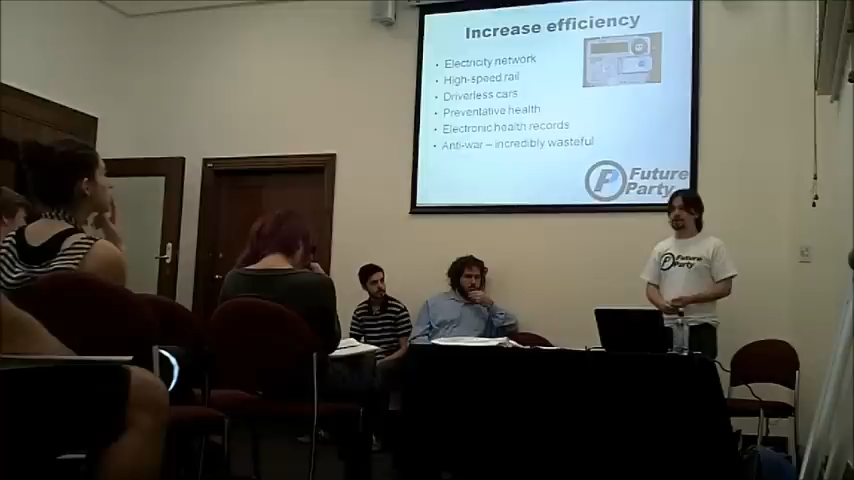 Increase efficiency
• Electricity network
• High-speed rail
• Driverless cars
• Preventative health
• Electronic health records
• Anti-war – incredibly wasteful
Future
Party
Future
Party